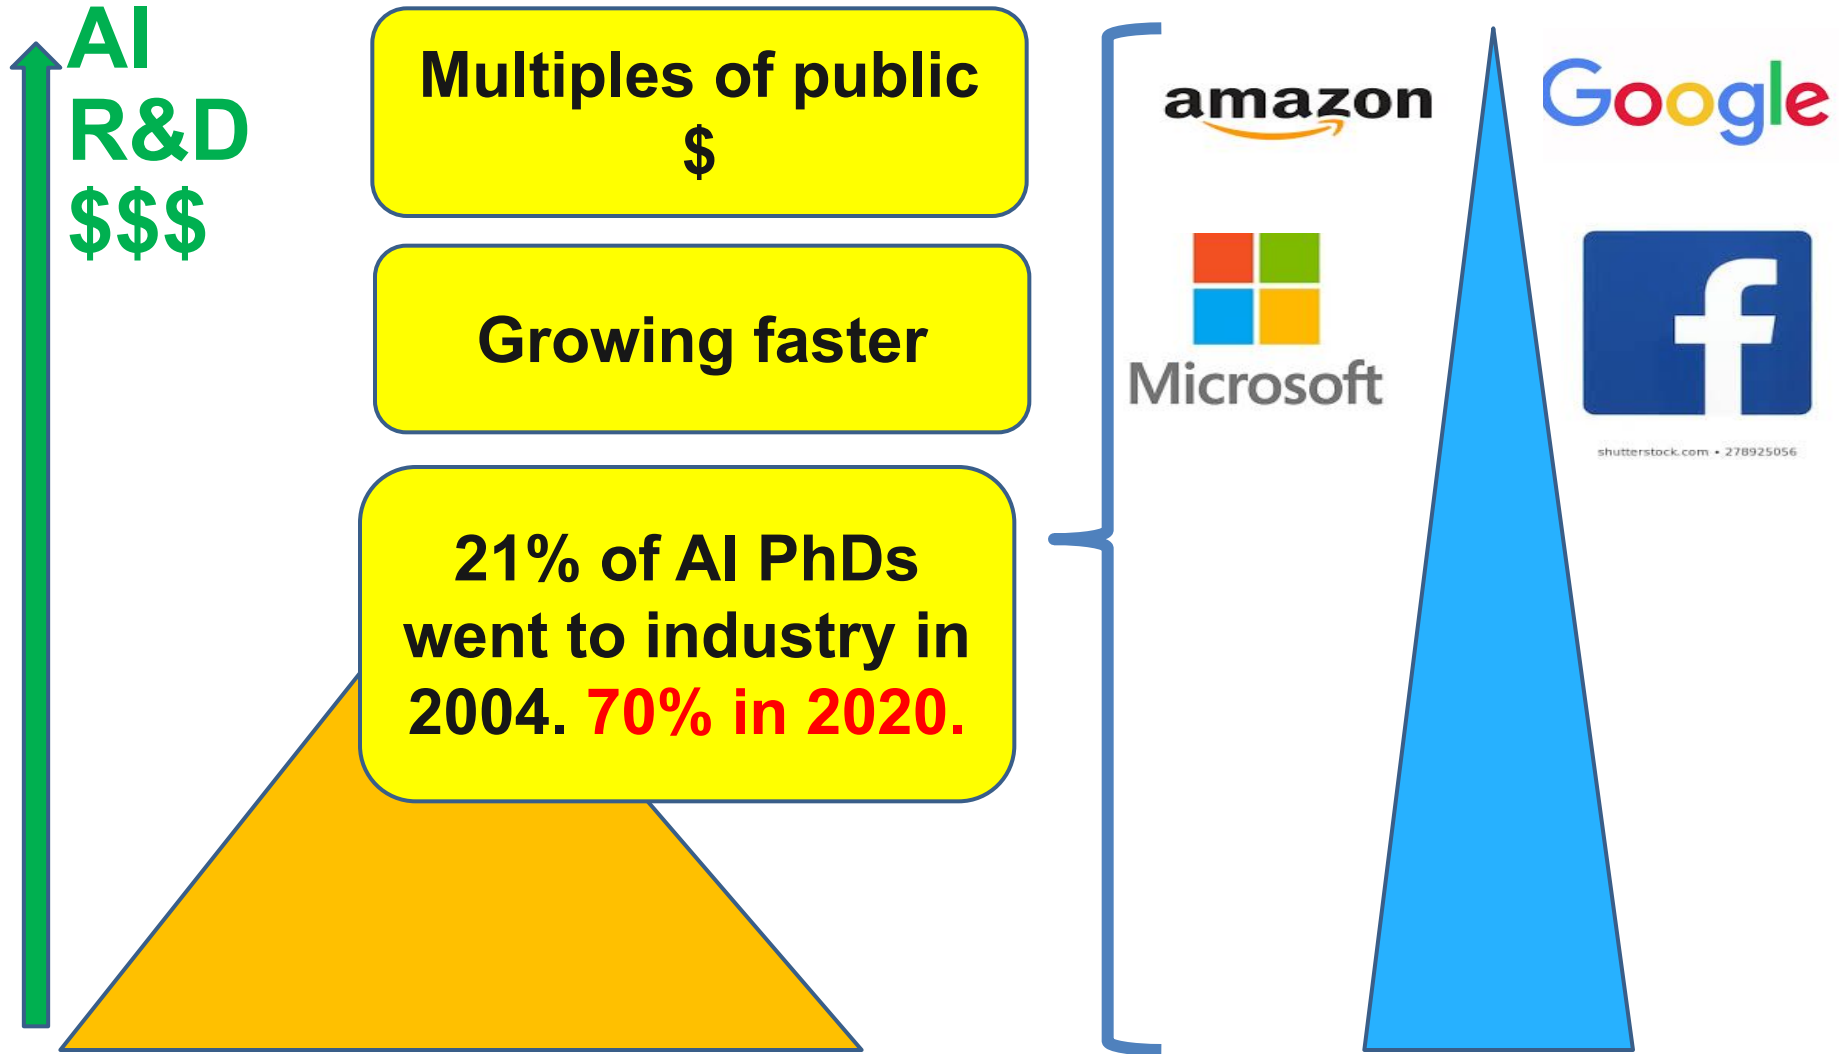 AI
R&D
$$$
Multiples of public
$
Growing faster
21% of AI PhDs
went to industry in
2004. 70% in 2020.
amazon
Google
Microsoft
f
shutterstock.com • 278925056